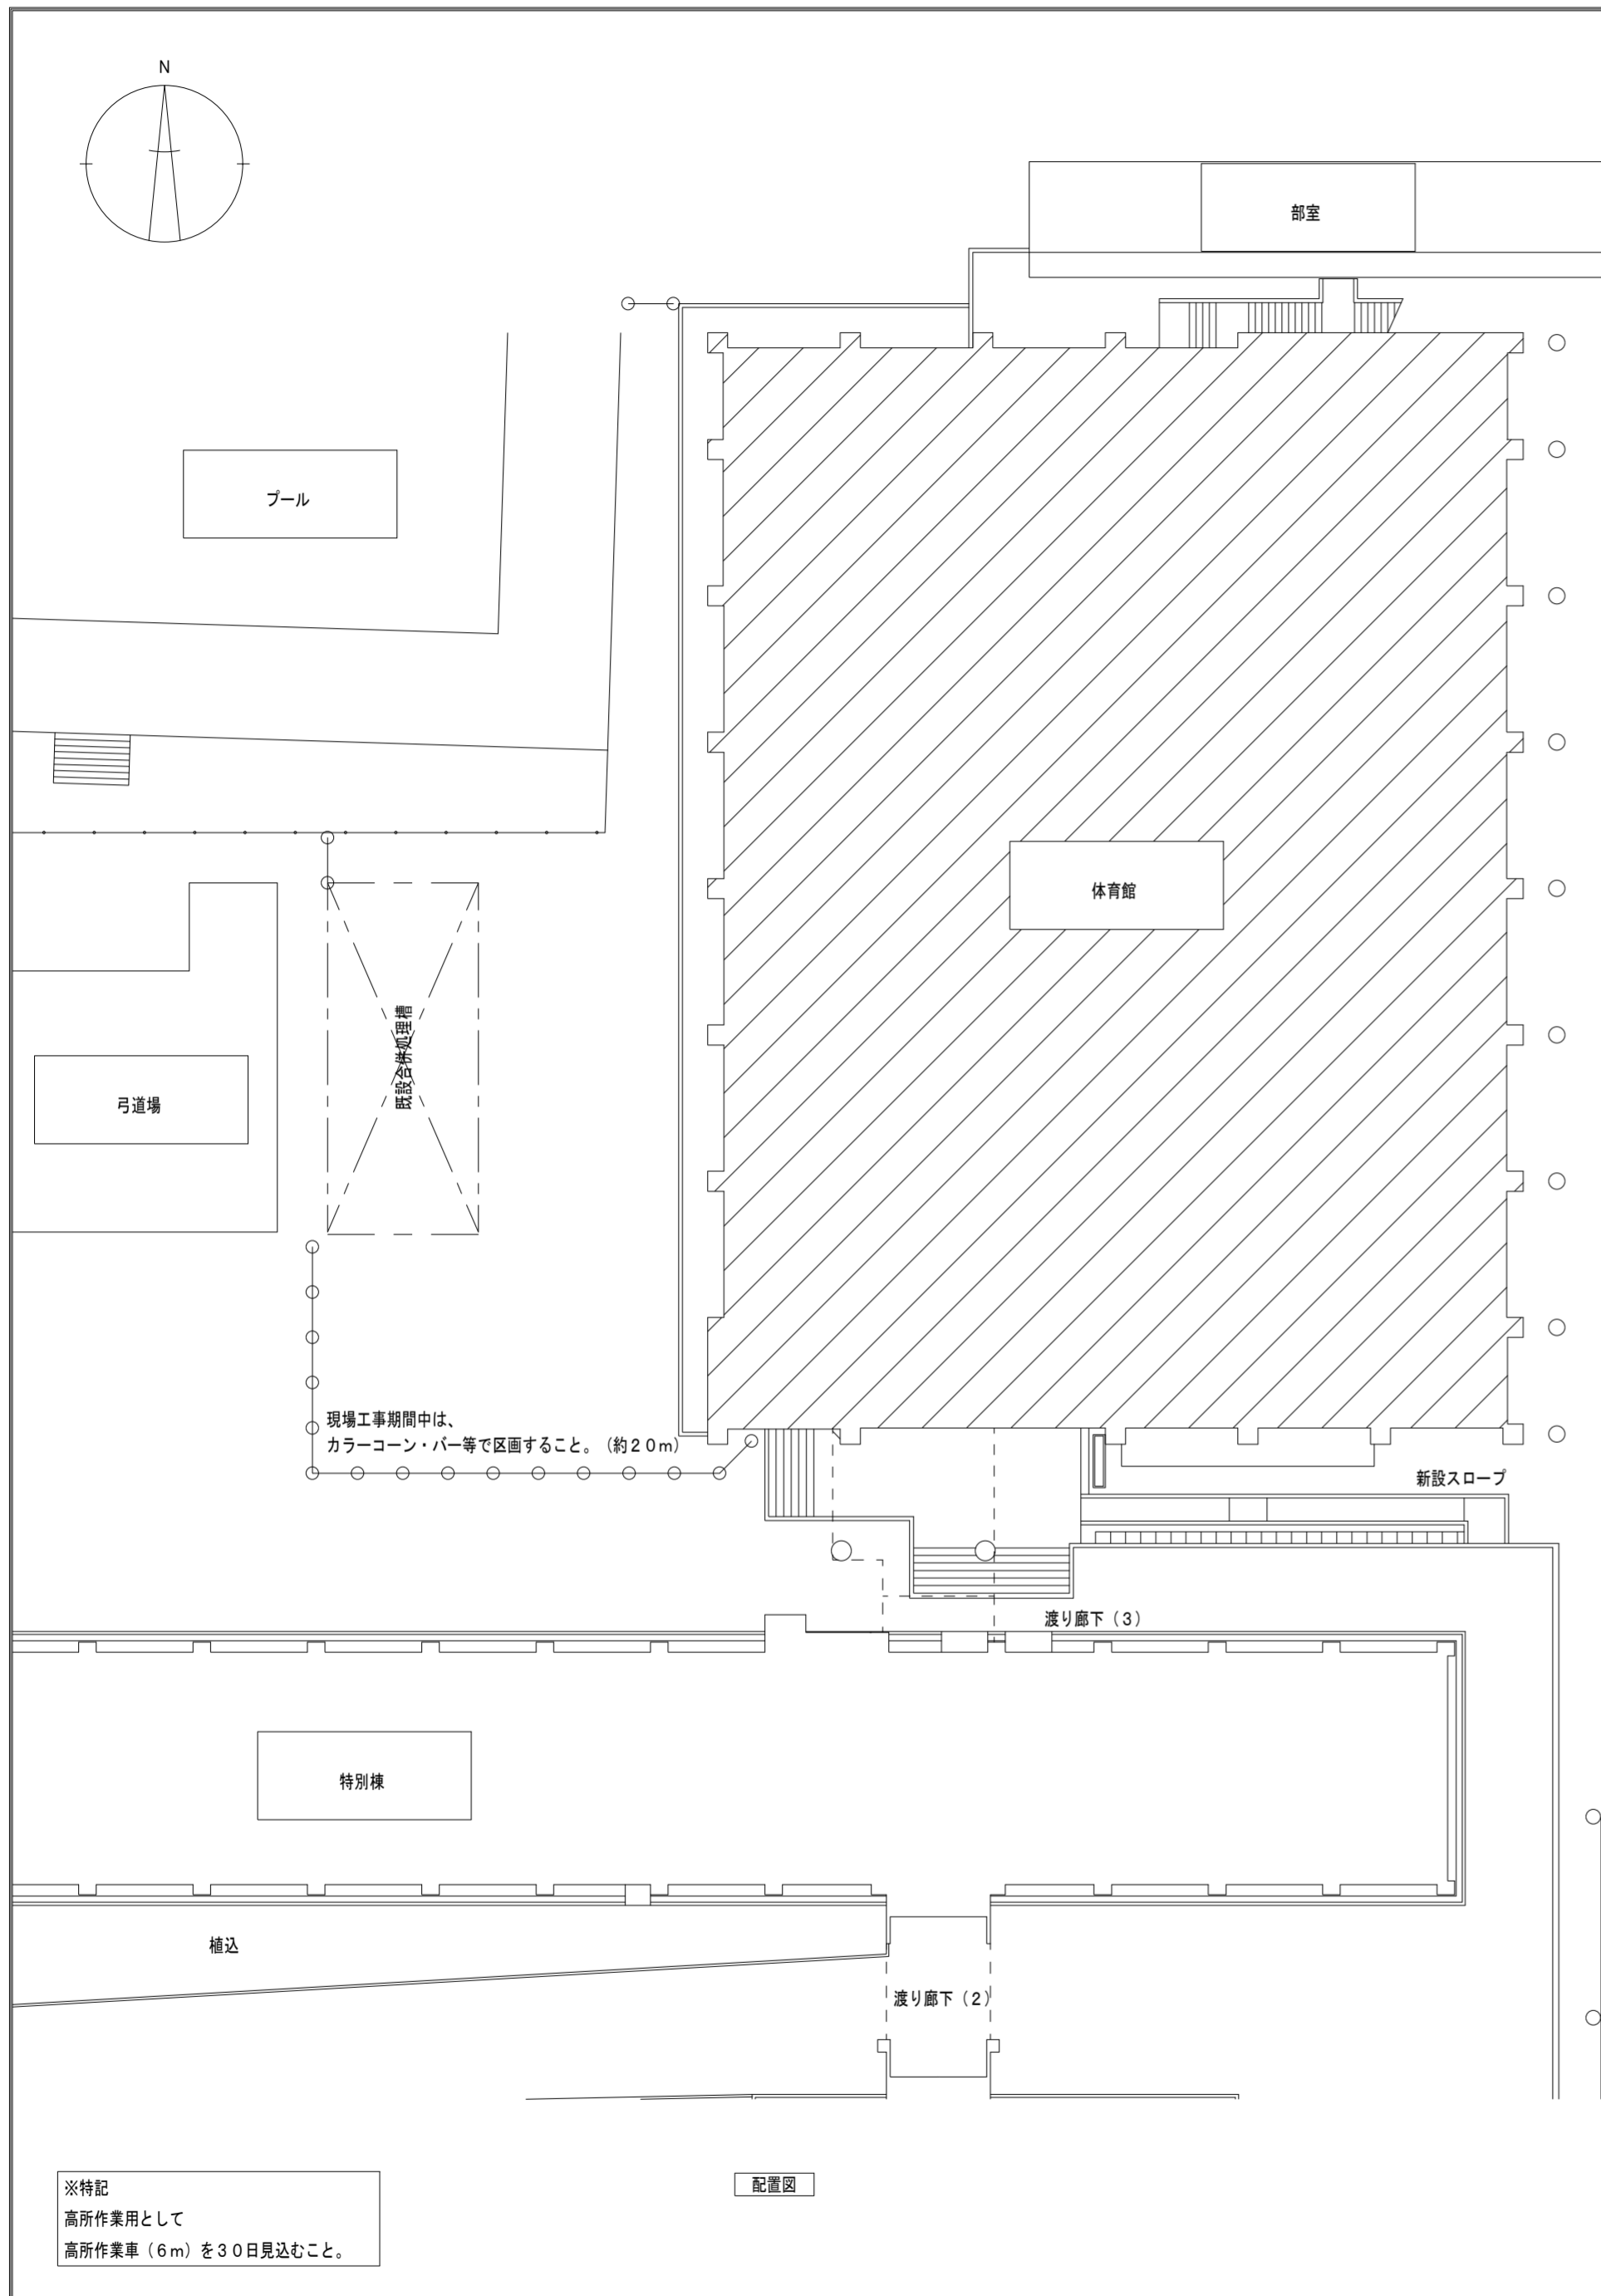 N
部室
プール
体育館
既設合併処理槽
弓道場
現場工事期間中は、
カラーコーン・バー等で区画すること。（約２０ｍ）
新設スロープ
渡り廊下（３）
特別棟
植込
渡り廊下（２）
※特記
高所作業用として
高所作業車（６ｍ）を３０日見込むこと。
配置図